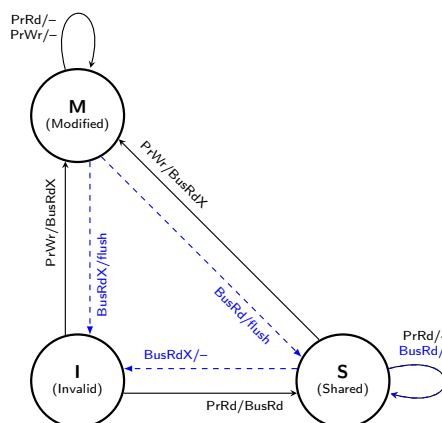 PrRd/–
PrWr/–
M
(Modified)
PrWr/BusRdX
PrWr/BusRdX
BusRdX/flush
BusRd/flush
BusRdX/–
I
(Invalid)
S
(Shared)
PrRd/
BusRd/
PrRd/BusRd